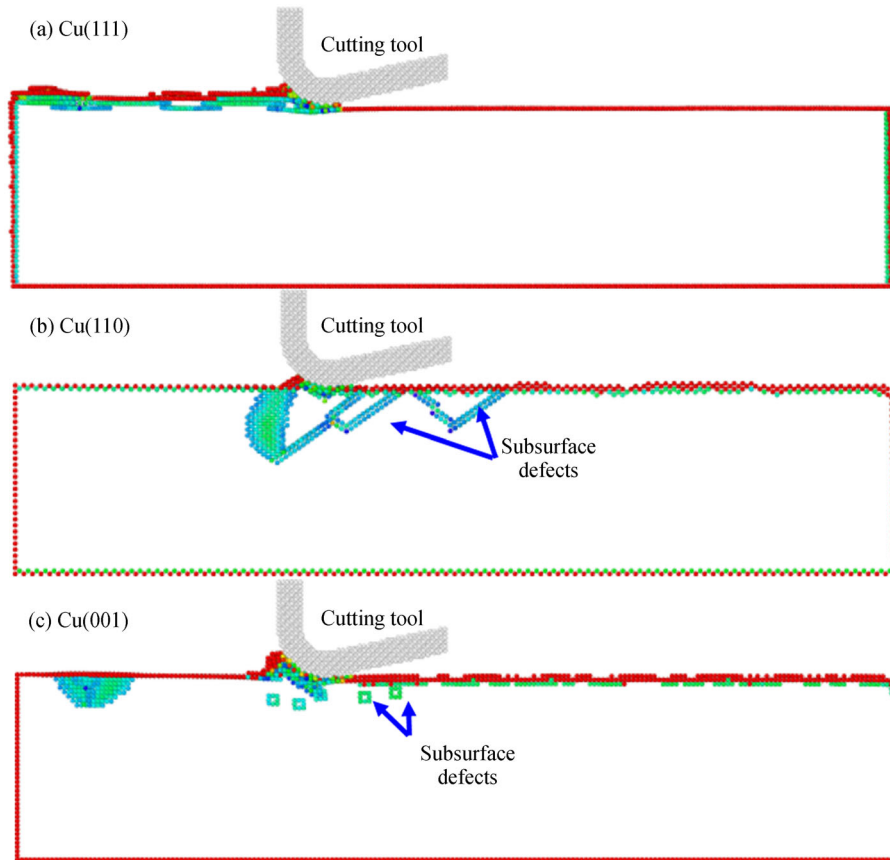 (a) Cu(111)
Cutting tool
(b) Cu(110)
Cutting tool
Subsurface
defects
(c) Cu(001)
Cutting tool
Subsurface
defects